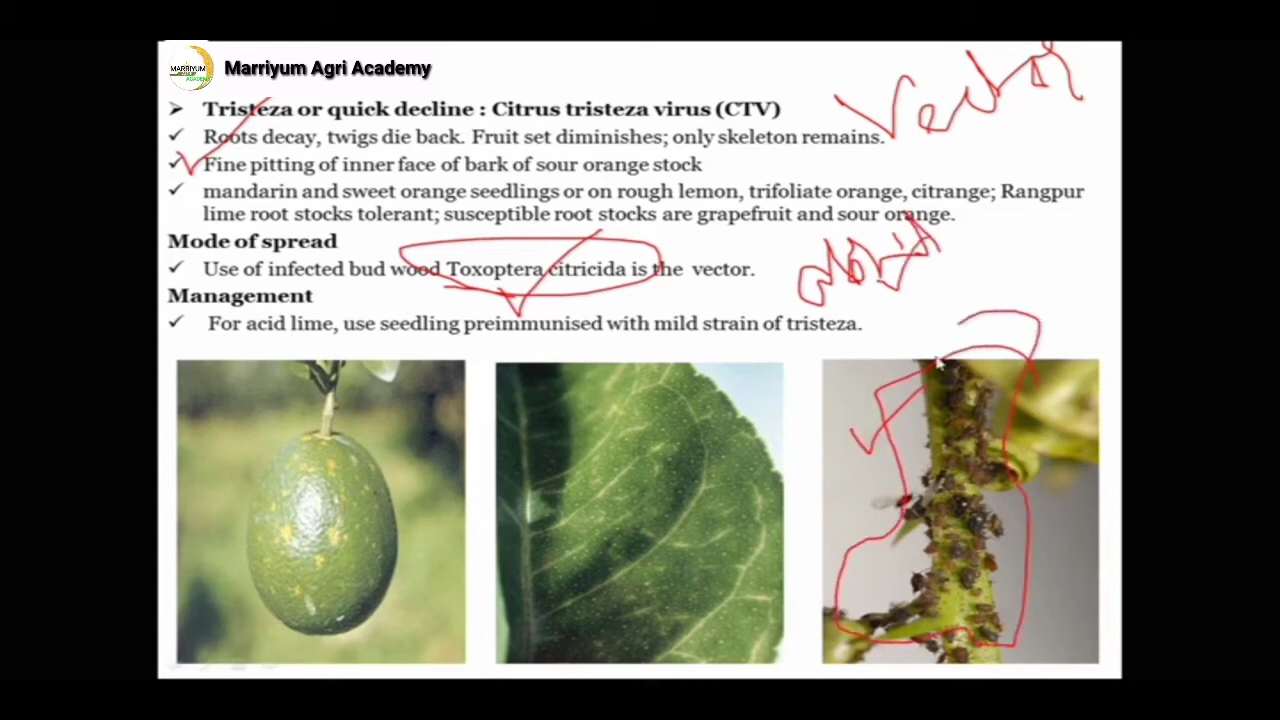 MARRIYUM
ACADEMY
Marriyum Agri Academy
Vector
➢ Tristeza or quick decline : Citrus tristeza virus (CTV)
✓ Roots decay, twigs die back. Fruit set diminishes; only skeleton remains.
✓ Fine pitting of inner face of bark of sour orange stock
✓ mandarin and sweet orange seedlings or on rough lemon, trifoliate orange, citrange; Rangpur
lime root stocks tolerant; susceptible root stocks are grapefruit and sour orange.
Mode of spread
✓ Use of infected bud wood Toxoptera citricida is the vector.
Management
✓ For acid lime, use seedling preimmunised with mild strain of tristeza.